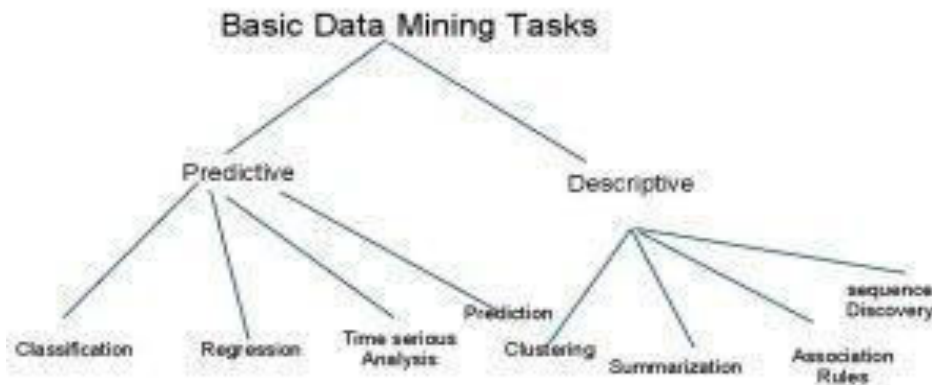 Basic Data Mining Tasks
Predictive
Descriptive
Classification
Regression
Time serious
Analysis
Prediction
Clustering
Summarization
Association
Rules
sequence
Discovery